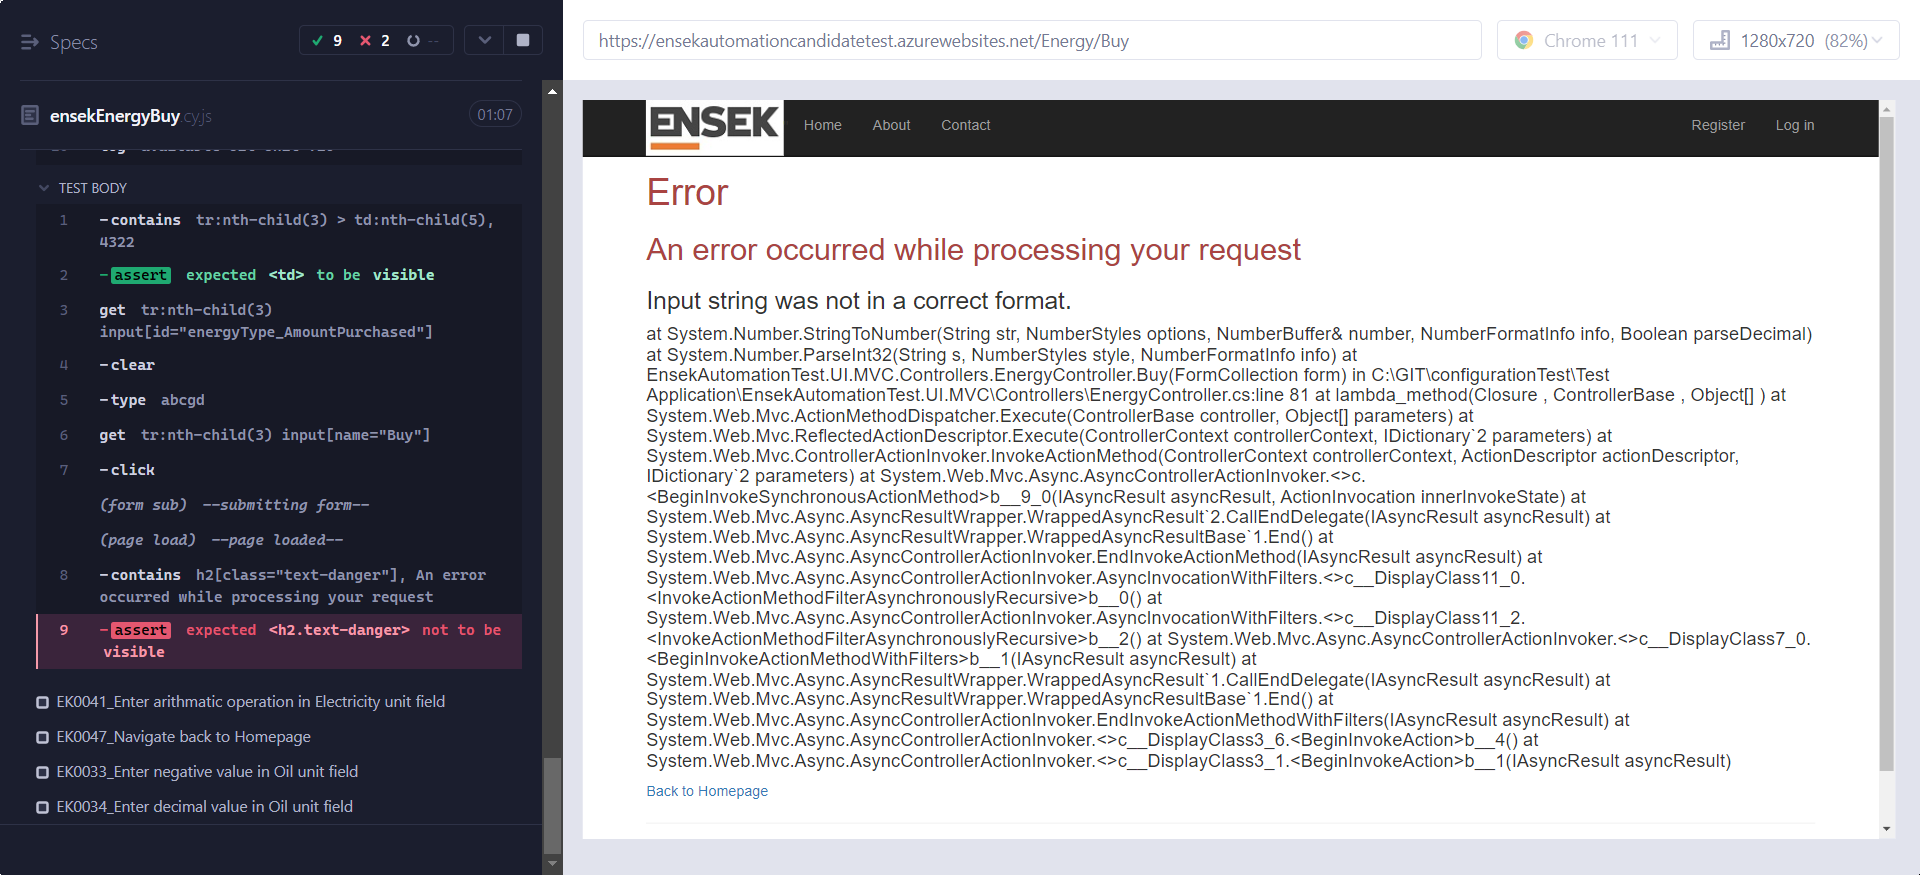 Specs
9 2 --
https://ensekautomationcandidatetest.azurewebsites.net/Energy/Buy
Chrome 111
1280x720 (82%)
ensekEnergyBuy.cy.js
01:07
TEST BODY
1 -contains tr:nth-child(3) > td:nth-child(5),
4322
2 -assert expected <td> to be visible
3 get tr:nth-child(3)
input[id="energyType_AmountPurchased"]
4 -clear
5 -type abcgd
6 get tr:nth-child(3) input[name="Buy"]
7 -click
(form sub) --submitting form--
(page load) --page loaded--
8 -contains h2[class="text-danger"], An error
occurred while processing your request
9 -assert expected <h2.text-danger> not to be
visible
EK0041_Enter arithmatic operation in Electricity unit field
EK0047_Navigate back to Homepage
EK0033_Enter negative value in Oil unit field
EK0034_Enter decimal value in Oil unit field
ENSEK
Home About Contact Register Log in
Error
An error occurred while processing your request
Input string was not in a correct format.
at System.Number.StringToNumber(String str, NumberStyles options, NumberBuffer& number, NumberFormatInfo info, Boolean parseDecimal)
at System.Number.ParseInt32(String s, NumberStyles style, NumberFormatInfo info) at
EnsekAutomationTest.UI.MVC.Controllers.EnergyController.Buy(FormCollection form) in C:\GIT\configurationTest\Test
Application\EnsekAutomationTest.UI.MVC\Controllers\EnergyController.cs:line 81 at lambda_method(Closure , ControllerBase , Object[] ) at
System.Web.Mvc.ActionMethodDispatcher.Execute(ControllerBase controller, Object[] parameters) at
System.Web.Mvc.ReflectedActionDescriptor.Execute(ControllerContext controllerContext, IDictionary`2 parameters) at
System.Web.Mvc.ControllerActionInvoker.InvokeActionMethod(ControllerContext controllerContext, ActionDescriptor actionDescriptor,
IDictionary`2 parameters) at System.Web.Mvc.Async.AsyncControllerActionInvoker.<>c.
<BeginInvokeSynchronousActionMethod>b__9_0(IAsyncResult asyncResult, ActionInvocation innerInvokeState) at
System.Web.Mvc.Async.AsyncResultWrapper.WrappedAsyncResult`2.CallEndDelegate(IAsyncResult asyncResult) at
System.Web.Mvc.Async.AsyncResultWrapper.WrappedAsyncResultBase`1.End() at
System.Web.Mvc.Async.AsyncControllerActionInvoker.EndInvokeActionMethod(IAsyncResult asyncResult) at
System.Web.Mvc.Async.AsyncControllerActionInvoker.AsyncInvocationWithFilters.<>c__DisplayClass11_0.
<InvokeActionMethodFilterAsynchronouslyRecursive>b__0() at
System.Web.Mvc.Async.AsyncControllerActionInvoker.AsyncInvocationWithFilters.<>c__DisplayClass11_2.
<InvokeActionMethodFilterAsynchronouslyRecursive>b__2() at System.Web.Mvc.Async.AsyncControllerActionInvoker.<>c__DisplayClass7_0.
<BeginInvokeActionMethodWithFilters>b__1(IAsyncResult asyncResult) at
System.Web.Mvc.Async.AsyncResultWrapper.WrappedAsyncResult`1.CallEndDelegate(IAsyncResult asyncResult) at
System.Web.Mvc.Async.AsyncResultWrapper.WrappedAsyncResultBase`1.End() at
System.Web.Mvc.Async.AsyncControllerActionInvoker.EndInvokeActionMethodWithFilters(IAsyncResult asyncResult) at
System.Web.Mvc.Async.AsyncControllerActionInvoker.<>c__DisplayClass3_6.<BeginInvokeAction>b__4() at
System.Web.Mvc.Async.AsyncControllerActionInvoker.<>c__DisplayClass3_1.<BeginInvokeAction>b__1(IAsyncResult asyncResult)
Back to Homepage